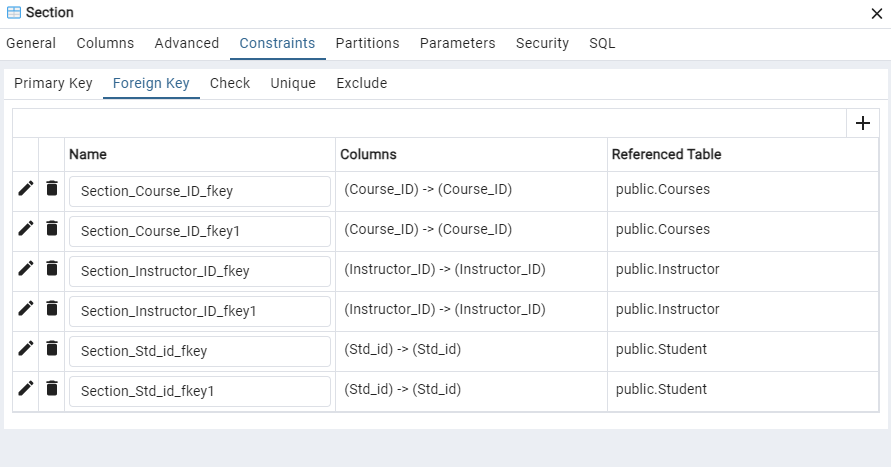 Section
General Columns Advanced Constraints Partitions Parameters Security SQL
Primary Key Foreign Key Check Unique Exclude
Name Columns Referenced Table
Section_Course_ID_fkey (Course_ID) -> (Course_ID) public.Courses
Section_Course_ID_fkey1 (Course_ID) -> (Course_ID) public.Courses
Section_Instructor_ID_fkey (Instructor_ID) -> (Instructor_ID) public.Instructor
Section_Instructor_ID_fkey1 (Instructor_ID) -> (Instructor_ID) public.Instructor
Section_Std_id_fkey (Std_id) -> (Std_id) public.Student
Section_Std_id_fkey1 (Std_id) -> (Std_id) public.Student